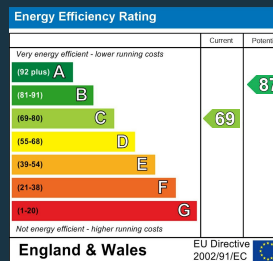 Energy Efficiency Rating
Current
Very energy efficient - lower running costs
(92 plus) A
(81-91) B
87
(69-80) C
69
(55-68) D
(39-54) E
(21-38) F
(1-20) G
Not energy efficient - higher running costs
England & Wales
EU Directive
2002/91/EC